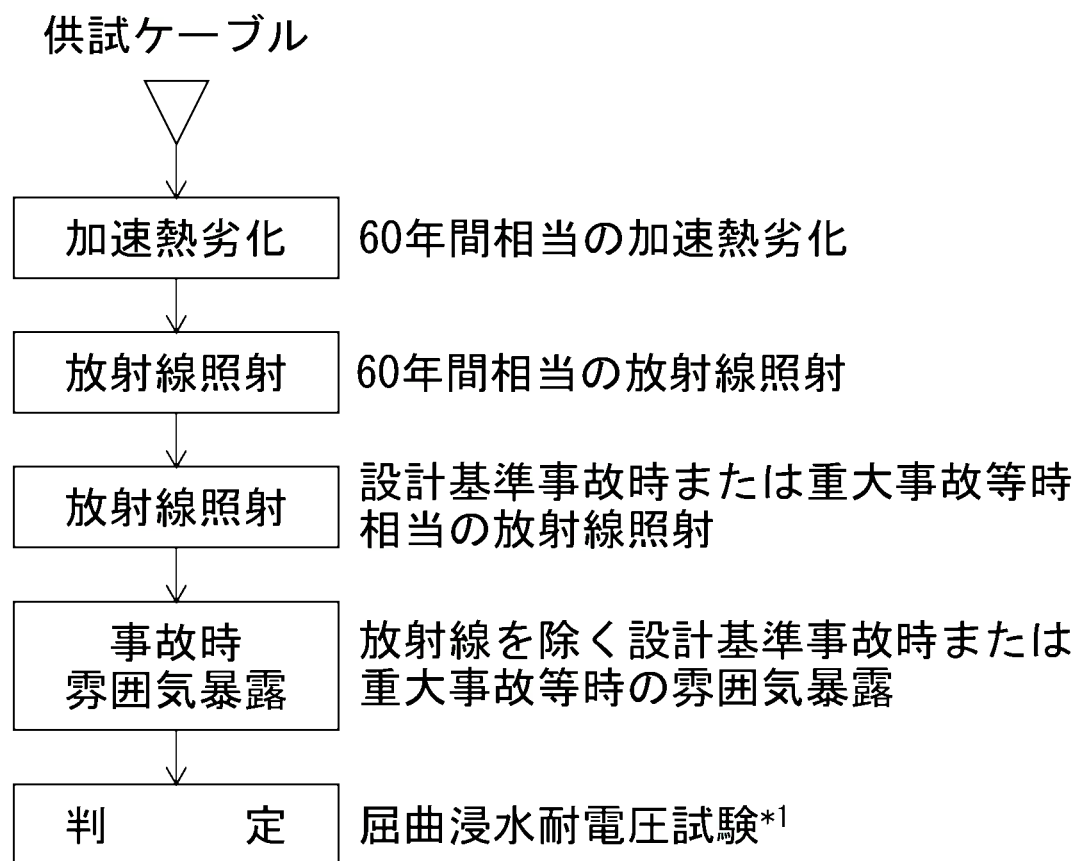 供試ケーブル
加速熱劣化 60年間相当の加速熱劣化
放射線照射 60年間相当の放射線照射
放射線照射
設計基準事故時または重大事故等時
相当の放射線照射
事故時
雰囲気暴露
放射線を除く設計基準事故時または
重大事故等時の雰囲気暴露
判 定 屈曲浸水耐電圧試験*1